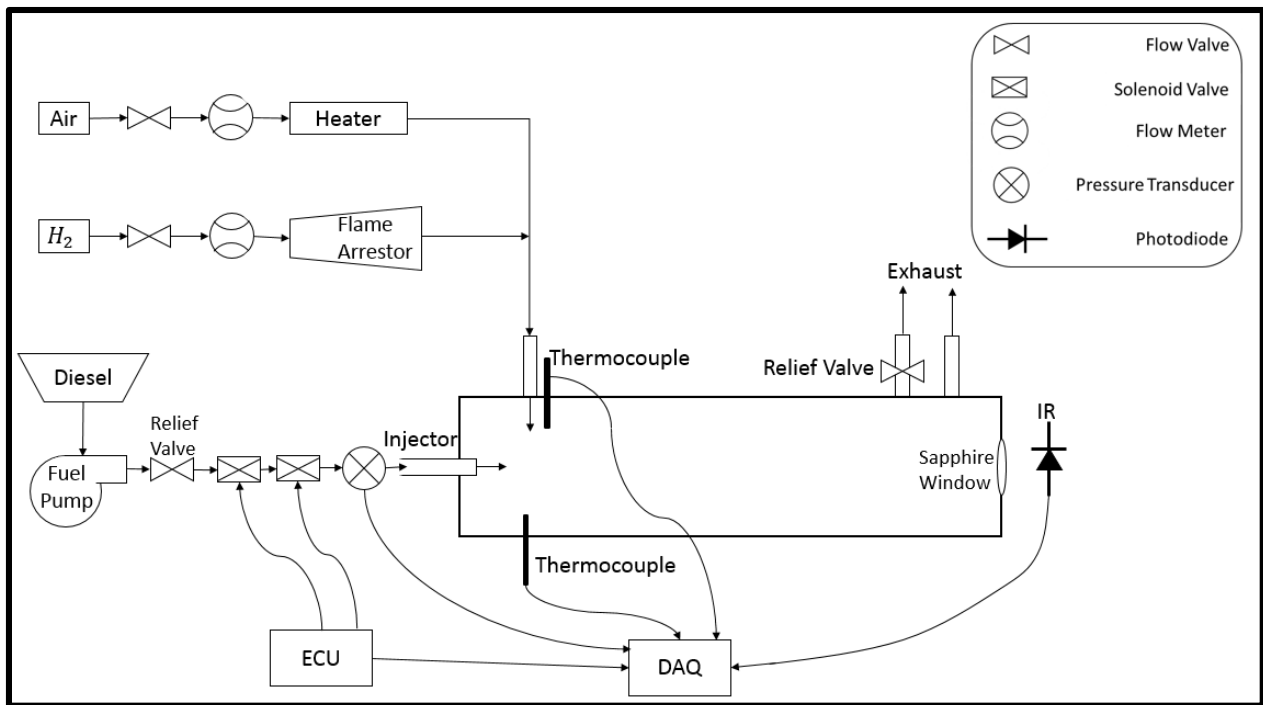 Flow Valve
Solenoid Valve
Flow Meter
Pressure Transducer
Photodiode
Air
Heater
H₂
Flame
Arrestor
Exhaust
Diesel
Thermocouple
Relief Valve
Relief
Valve
Injector
IR
Fuel
Pump
Sapphire
Window
Thermocouple
ECU
DAQ